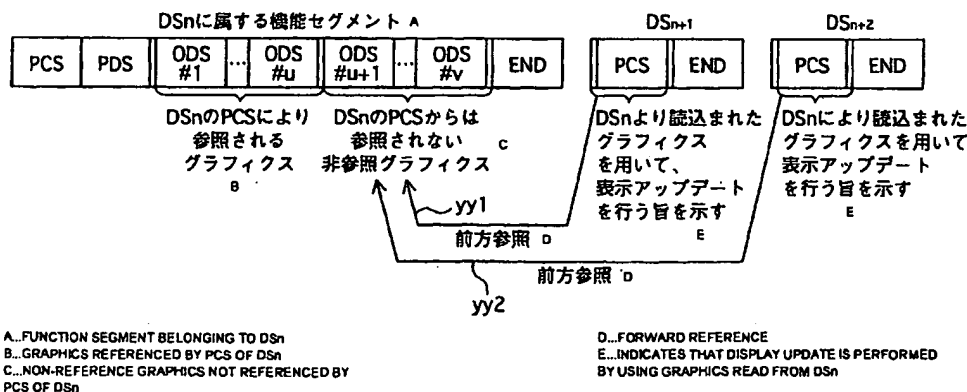 DSnに属する機能セグメント A
DSn+1
DSn+2
PCS PDS ODS #1 ... ODS #u ODS #u+1 ... ODS #v END
PCS END
PCS END
DSnのPCSにより
参照される
グラフィクス
B
DSnのPCSからは
参照されない C
非参照グラフィクス
DSnより読込まれた
グラフィクス
を用いて、
表示アップデート
を行う旨を示す
E
DSnにより読込まれた
グラフィクスを用いて
表示アップデート
を行う旨を示す
E
yy1
前方参照 D
前方参照 D
yy2
A...FUNCTION SEGMENT BELONGING TO DSn
B...GRAPHICS REFERENCED BY PCS OF DSn
C...NON-REFERENCE GRAPHICS NOT REFERENCED BY
PCS OF DSn
D...FORWARD REFERENCE
E...INDICATES THAT DISPLAY UPDATE IS PERFORMED
BY USING GRAPHICS READ FROM DSn